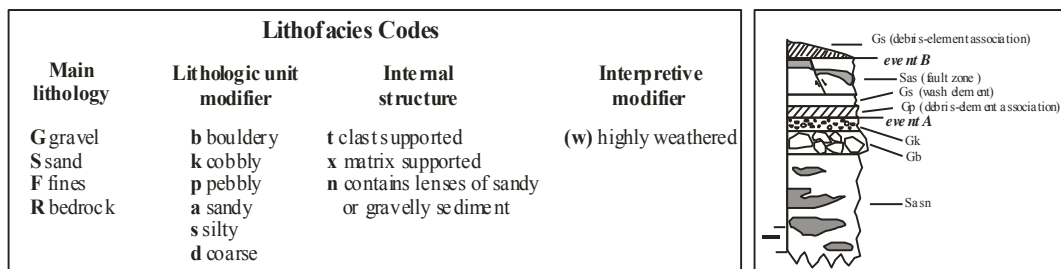 Lithofacies Codes
Main lithology
G gravel
S sand
F fines
R bedrock
Lithologic unit modifier
b bouldery
k cobbly
p pebbly
a sandy
s silty
d coarse
Internal structure
t clast supported
x matrix supported
n contains lenses of sandy
or gravelly sediment
Interpretive modifier
(w) highly weathered
Gs (debris-element association)
event B
Sas (fault zone)
Gs (wash element)
Gp (debris-element association)
event A
Gk
Gb
Sasn